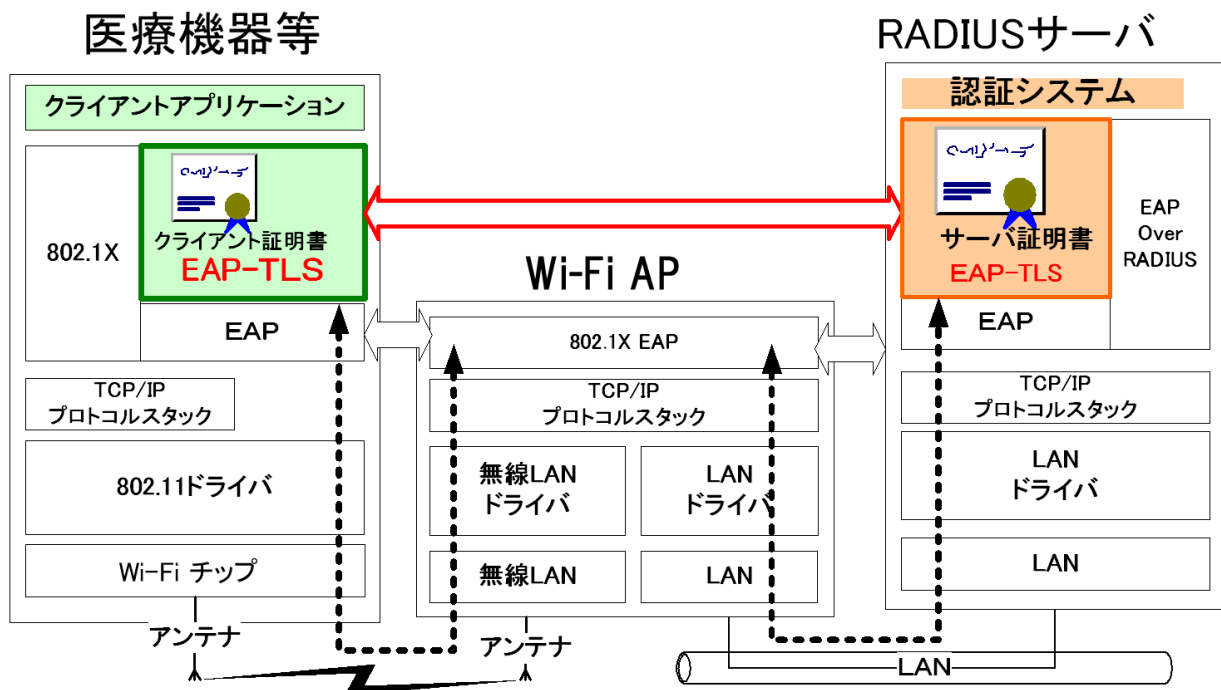 医療機器等
クライアントアプリケーション
802.1X
クライアント証明書
EAP-TLS
EAP
TCP/IP
プロトコルスタック
802.11ドライバ
Wi-Fi チップ
アンテナ
Wi-Fi AP
802.1X EAP
TCP/IP
プロトコルスタック
無線LAN
ドライバ
LAN
ドライバ
無線LAN
LAN
アンテナ
RADIUSサーバ
認証システム
サーバ証明書
EAP-TLS
EAP
Over
RADIUS
EAP
TCP/IP
プロトコルスタック
LAN
ドライバ
LAN
LAN